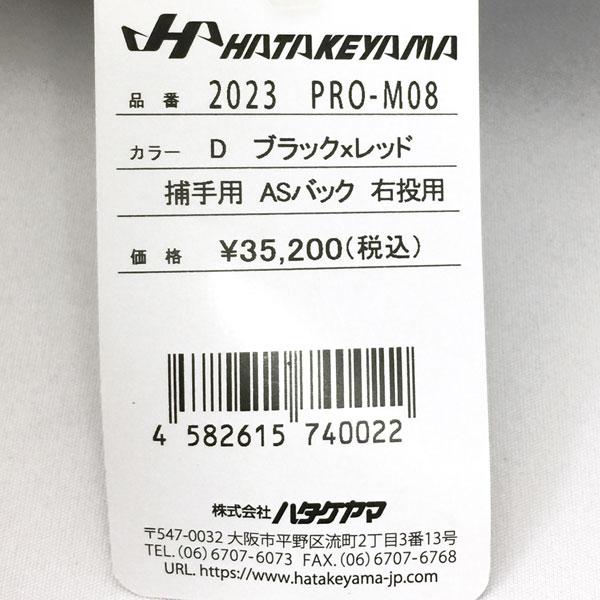 HATAKEYAMA
品番 2023 PRO-M08
カラー D ブラックxレッド
捕手用 ASバック 右投用
価格 ¥35,200(税込)
4 582615 740022
株式会社 ハタケヤマ
〒547-0032 大阪市平野区流町2丁目3番13号
TEL.(06)6707-6073 FAX.(06)6707-6768
URL. https://www.hatakeyama-jp.com